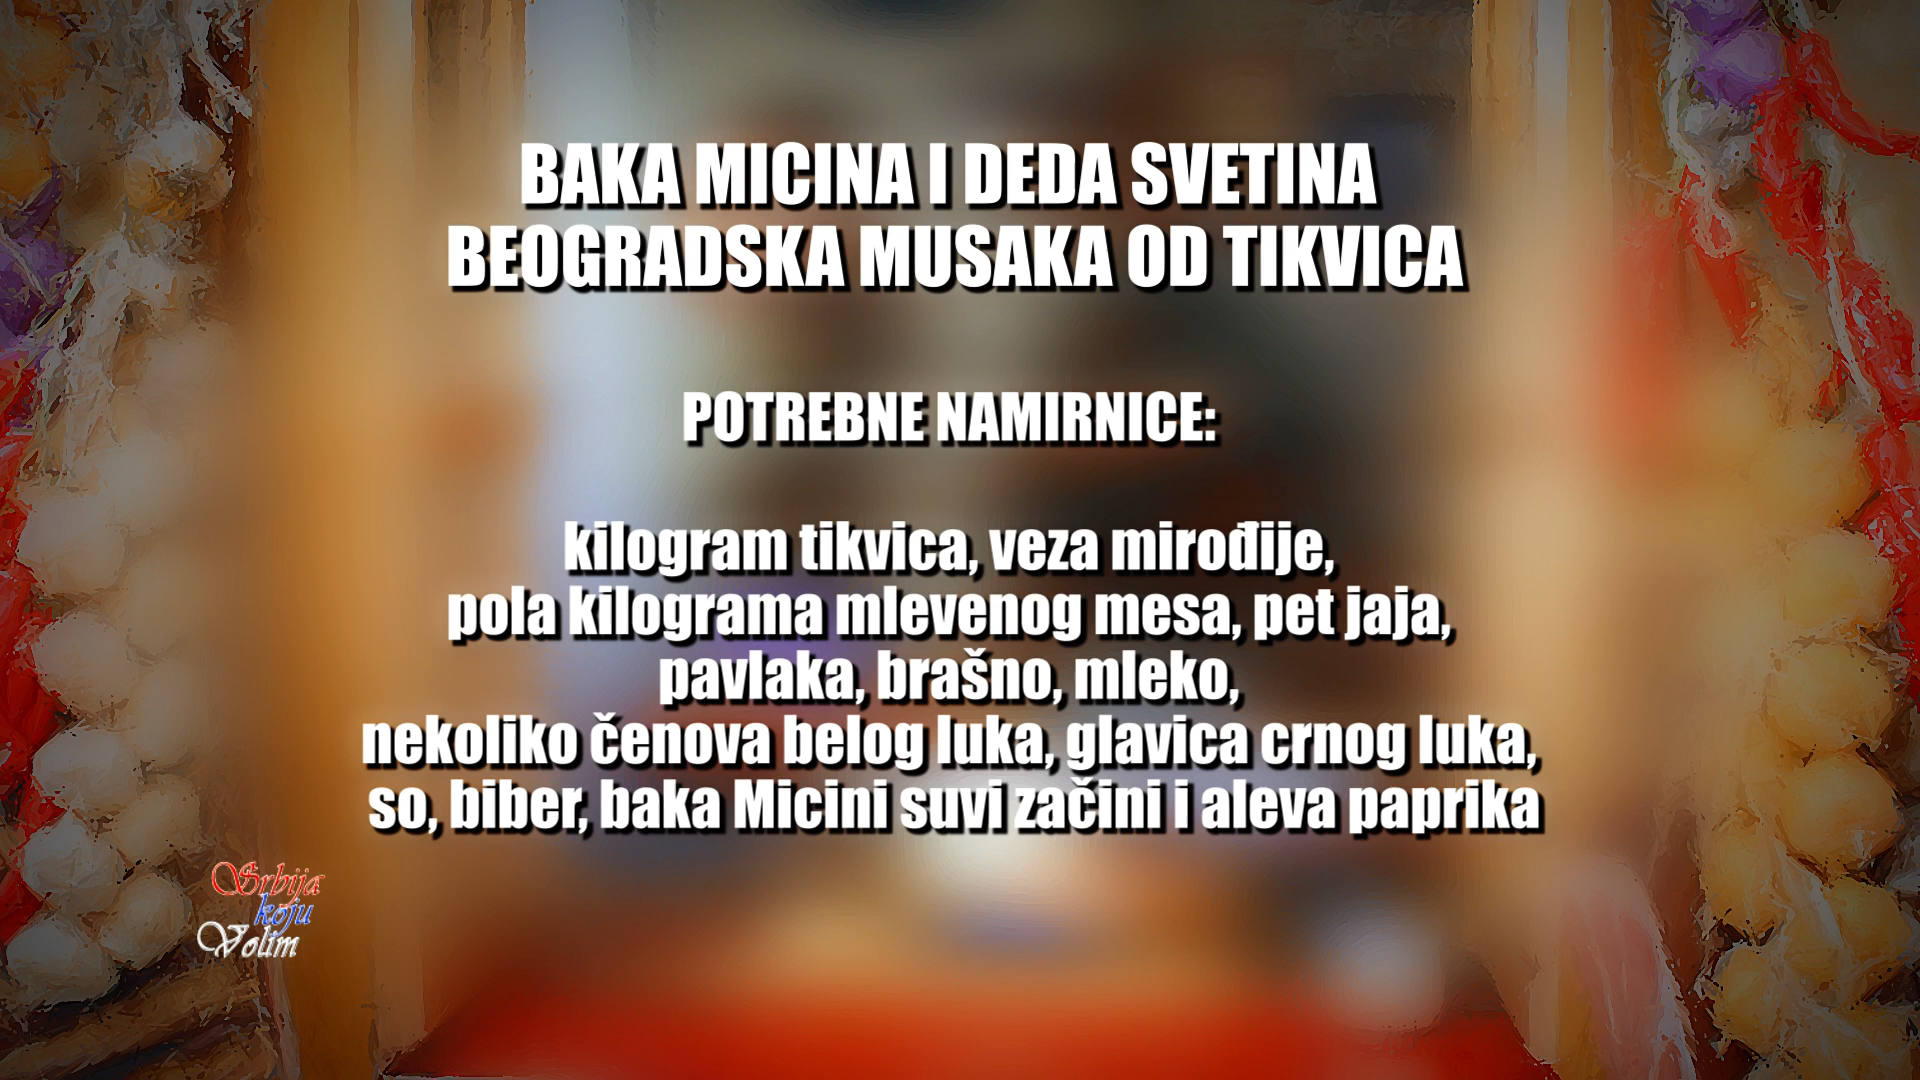 BAKA MICINA I DEDA SVETINA
BEOGRADSKA MUSAKA OD TIKVICA
POTREBNE NAMIRNICE:
kilogram tikvica, veza mirođije,
pola kilograma mlevenog mesa, pet jaja,
pavlaka, brašno, mleko,
nekoliko čenova belog luka, glavica crnog luka,
so, biber, baka Micini suvi začini i aleva paprika
Srbija
koju
Volim